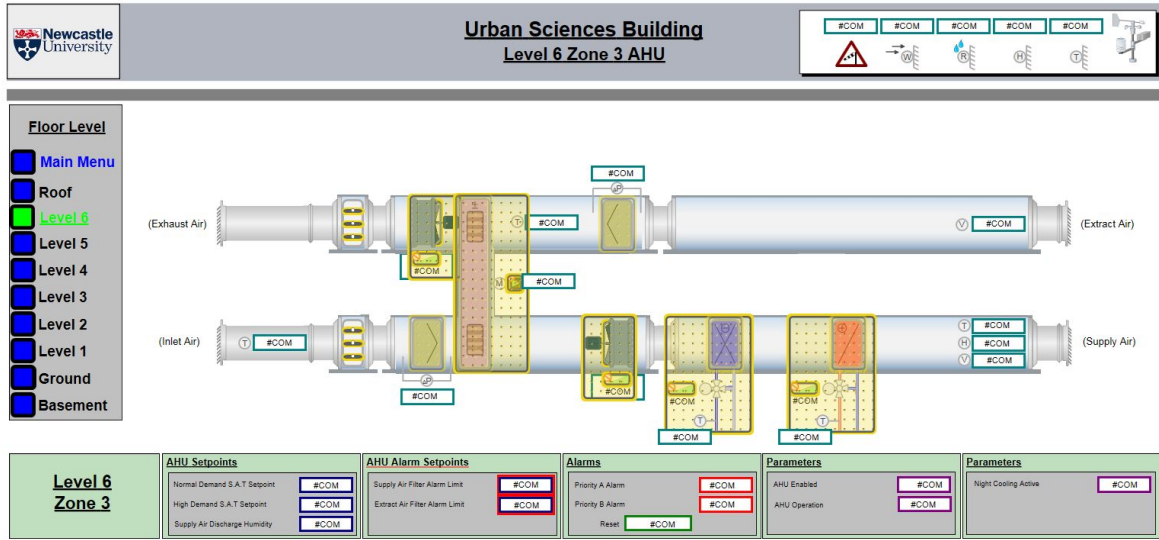 Newcastle
University
Urban Sciences Building
Level 6 Zone 3 AHU
#COM #COM #COM #COM #COM
W R H T
Floor Level
Main Menu
Roof
Level 6
Level 5
Level 4
Level 3
Level 2
Level 1
Ground
Basement
#COM
(Exhaust Air)
T #COM
V #COM
(Extract Air)
#COM
M #COM
(Inlet Air)
T #COM
T #COM
H #COM
V #COM
(Supply Air)
#COM
#COM
#COM
#COM
T
T
#COM
#COM
Level 6
Zone 3
AHU Setpoints
Normal Demand S.A.T Setpoint #COM
High Demand S.A.T Setpoint #COM
Supply Air Discharge Humidity #COM
AHU Alarm Setpoints
Supply Air Filter Alarm Limit #COM
Extract Air Filter Alarm Limit #COM
Alarms
Priority A Alarm #COM
Priority B Alarm #COM
Reset #COM
Parameters
AHU Enabled #COM
AHU Operation #COM
Parameters
Night Cooling Active #COM